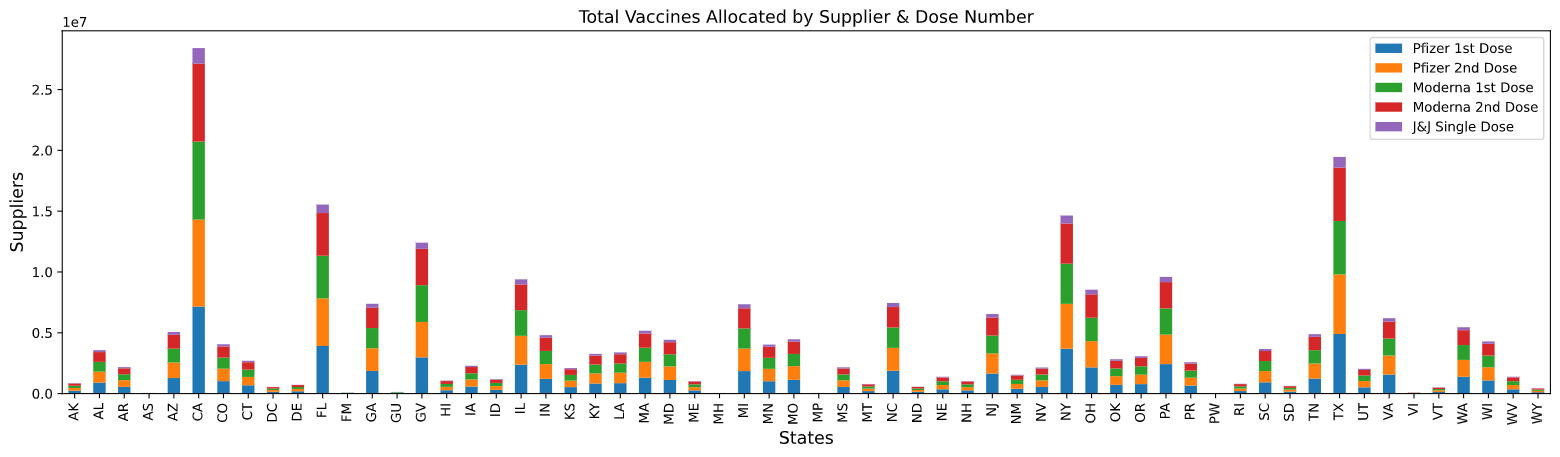 Total Vaccines Allocated by Supplier & Dose Number
1e7
2.5
2.0
1.5
1.0
0.5
0.0
Suppliers
Pfizer 1st Dose
Pfizer 2nd Dose
Moderna 1st Dose
Moderna 2nd Dose
J&J Single Dose
AK AL AR AS AZ CA CO CT DC DE FL FM GA GU GV HI IA ID IL IN KS KY LA MA MD ME MH MI MN MO MP MS MT NC ND NE NH NJ NM NV NY OH OK OR PA PR PW RI SC SD TN TX UT VA VI VT WA WI WV WY
States